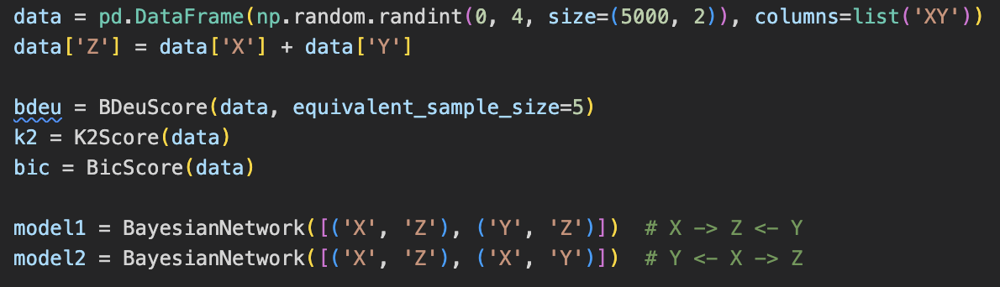 data = pd.DataFrame(np.random.randint(0, 4, size=(5000, 2)), columns=list('XY'))
data['Z'] = data['X'] + data['Y']
bdeu = BDeuScore(data, equivalent_sample_size=5)
k2 = K2Score(data)
bic = BicScore(data)
model1 = BayesianNetwork([('X', 'Z'), ('Y', 'Z')])  # X -> Z <- Y
model2 = BayesianNetwork([('X', 'Z'), ('X', 'Y')])  # Y <- X -> Z